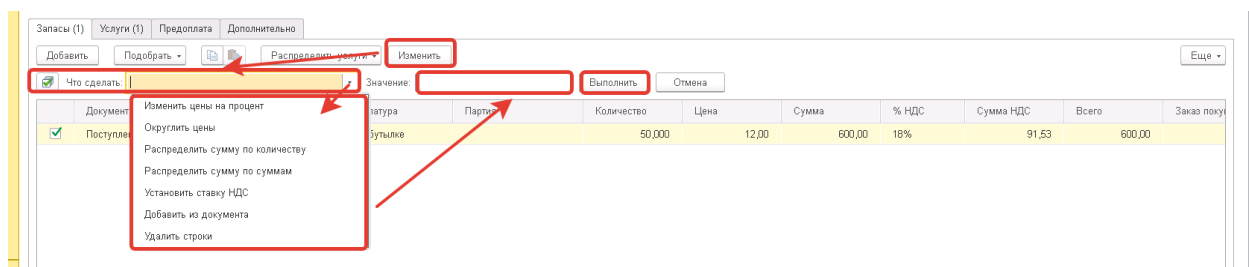 Запасы (1) Услуги (1) Предоплата Дополнительно
Добавить Подобрать Распределить услуги Изменить Еще
Что сделать: Значение: Выполнить Отмена
Документ Партия Количество Цена Сумма % НДС Сумма НДС Всего Заказ
50,000 12,00 600,00 18% 91,53 600,00
Изменить цены на процент
Округлить цены
Распределить сумму по количеству
Распределить сумму по суммам
Установить ставку НДС
Добавить из документа
Удалить строки